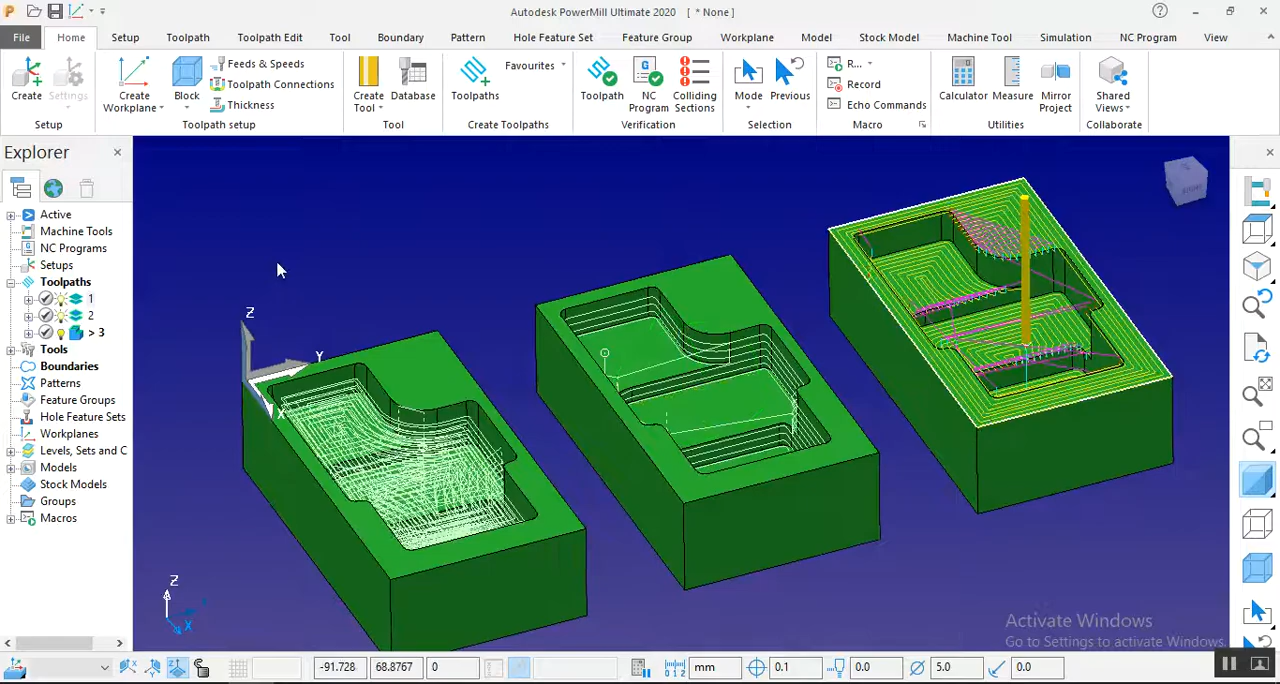 Autodesk PowerMill Ultimate 2020 [ * None ]
File Home Setup Toolpath Toolpath Edit Tool Boundary Pattern Hole Feature Set Feature Group Workplane Model Stock Model Machine Tool Simulation NC Program View
Create Settings
Setup
Create Workplane
Block
Feeds & Speeds
Toolpath Connections
Thickness
Toolpath setup
Create Tool
Database
Tool
Toolpaths
Favourites
Create Toolpaths
Toolpath
NC Program
Colliding Sections
Verification
Mode
Previous
Selection
R...
Record
Echo Commands
Macro
Calculator
Measure
Mirror Project
Utilities
Shared Views
Collaborate
Explorer
Active
Machine Tools
NC Programs
Setups
Toolpaths
1
2
> 3
Tools
Boundaries
Patterns
Feature Groups
Hole Feature Sets
Workplanes
Levels, Sets and C
Models
Stock Models
Groups
Macros
Z
Y
X
Z
X
Activate Windows
Go to Settings to activate Windows.
-91.728 68.8767 0 mm 0.1 0.0 5.0 0.0